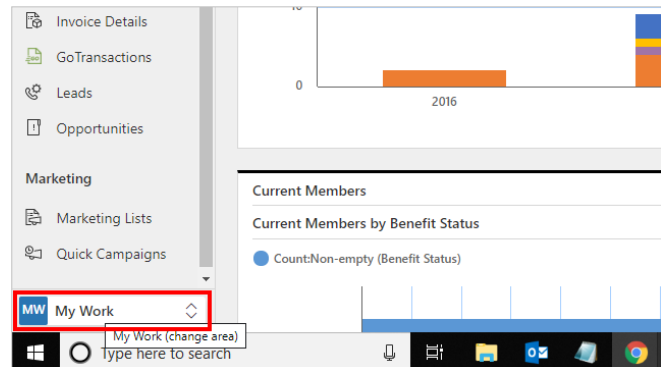 Invoice Details
GoTransactions
Leads
Opportunities
Marketing
Marketing Lists
Quick Campaigns
MW My Work
My Work (change area)
Type here to search
0
2016
Current Members
Current Members by Benefit Status
Count:Non-empty (Benefit Status)